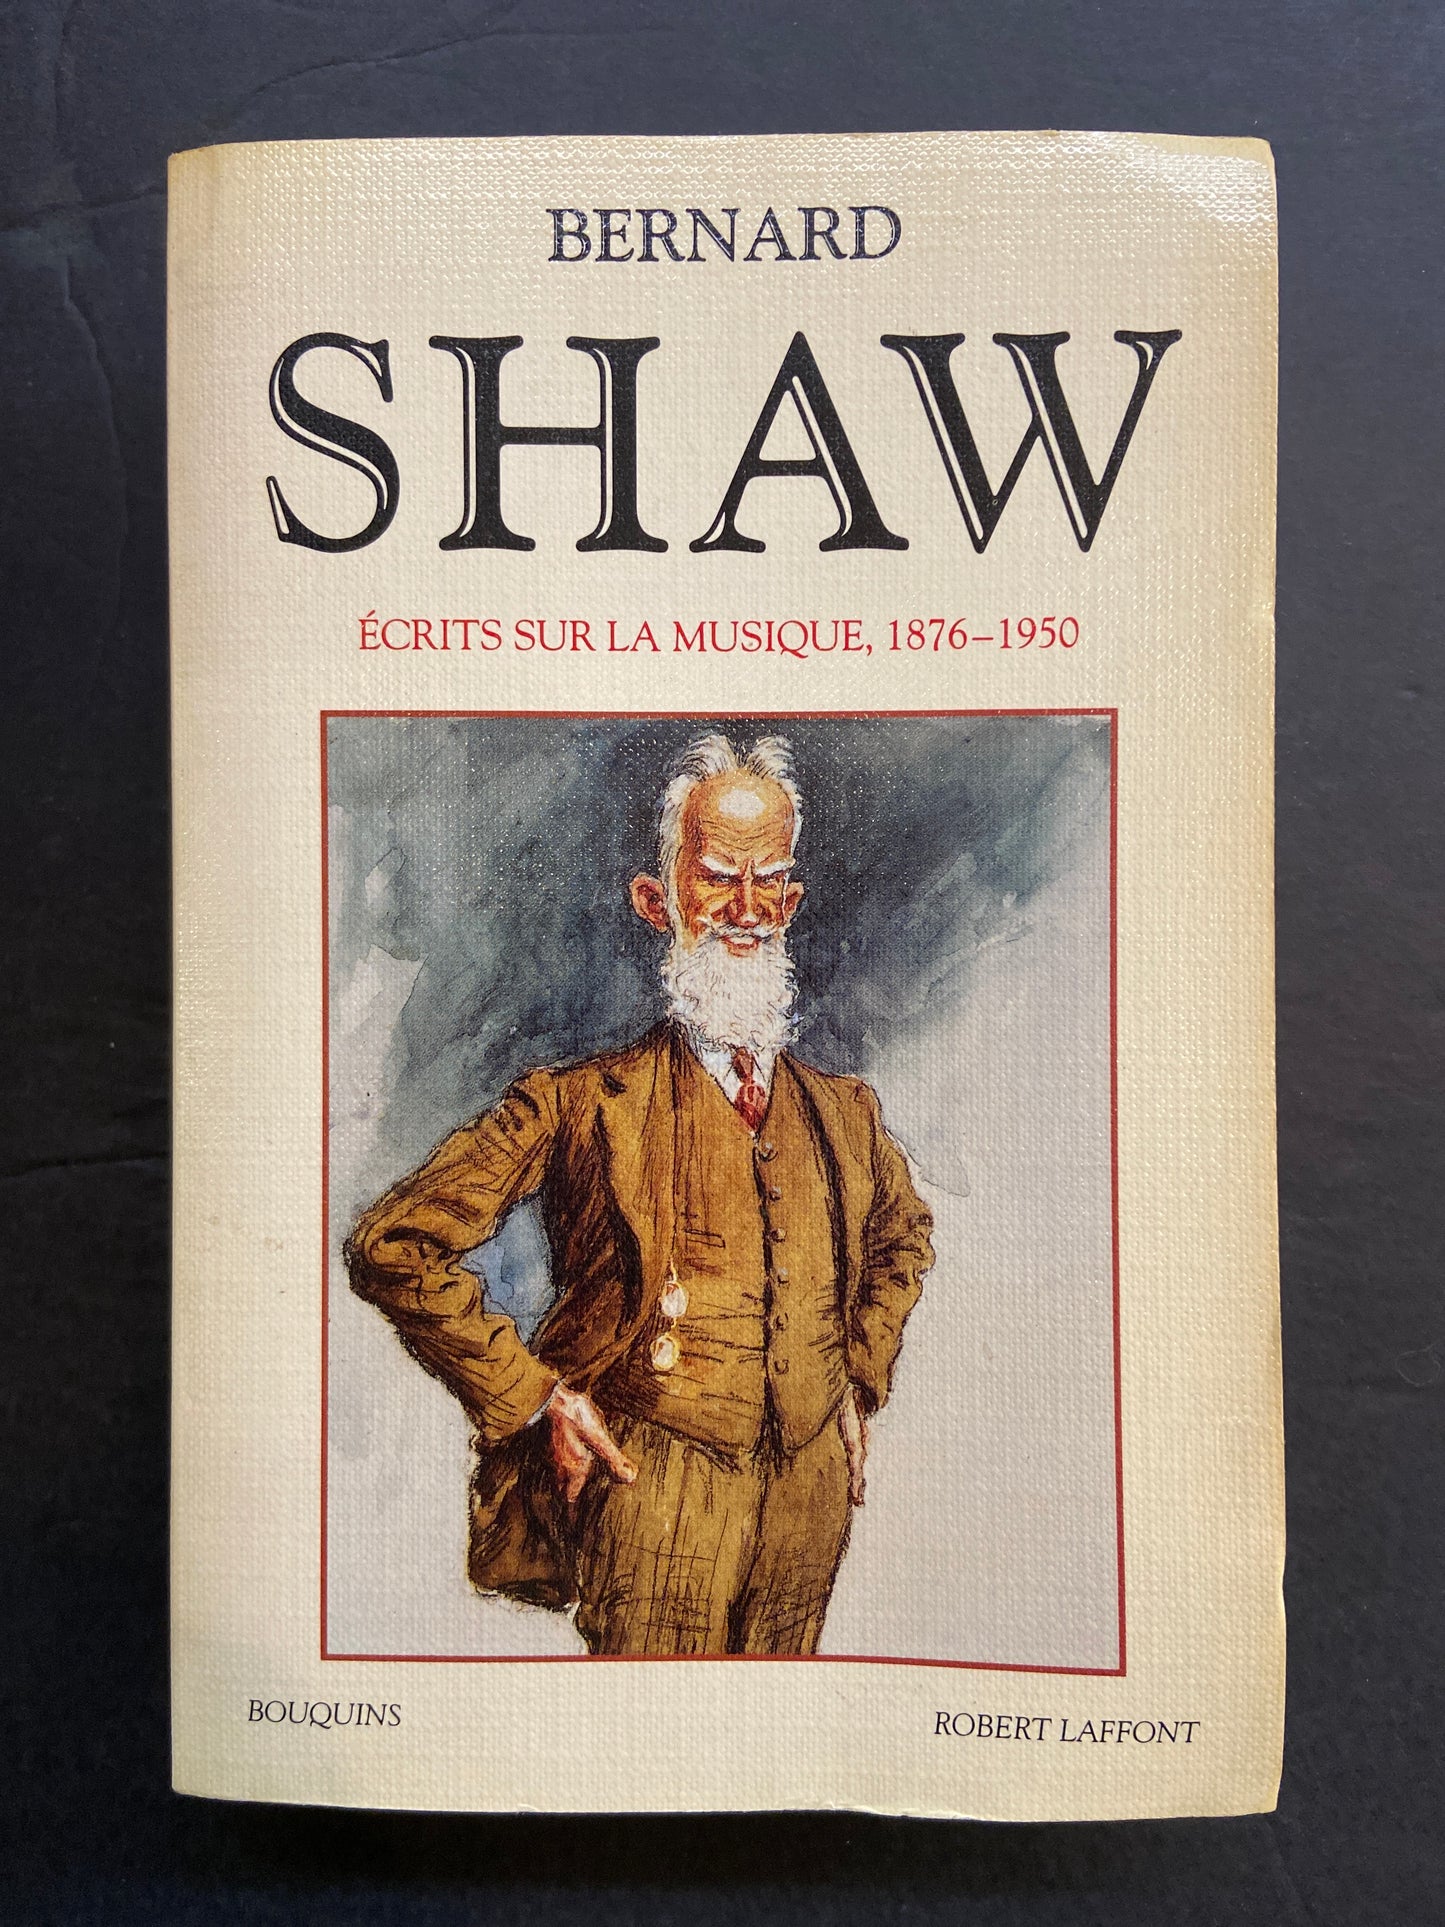 BERNARD
SHAW
ÉCRITS SUR LA MUSIQUE, 1876–1950
BOUQUINS
ROBERT LAFFONT